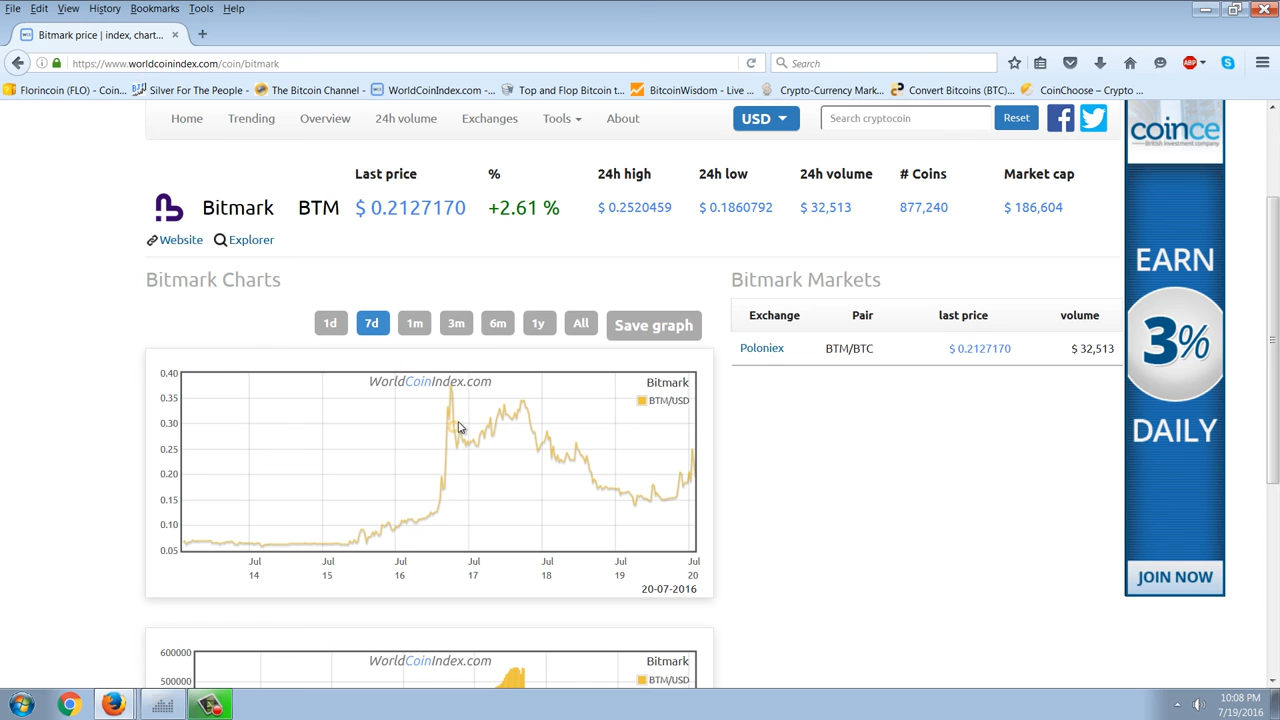 File Edit View History Bookmarks Tools Help
Bitmark price | index, chart...
https://www.worldcoinindex.com/coin/bitmark
Search
ABP
Florincoin (FLO) - Coin...
Silver For The People -
The Bitcoin Channel -
WorldCoinIndex.com -...
Top and Flop Bitcoin t...
BitcoinWisdom - Live ...
Crypto-Currency Mark...
Convert Bitcoins (BTC)...
CoinChoose – Crypto ...
Home Trending Overview 24h volume Exchanges Tools About
USD
Search cryptocoin
Reset
coince
British investment company
Last price % 24h high 24h low 24h volume # Coins Market cap
Bitmark BTM $ 0.2127170 +2.61 % $ 0.2520459 $ 0.1860792 $ 32,513 877,240 $ 186,604
Website Explorer
Bitmark Charts
Bitmark Markets
1d 7d 1m 3m 6m 1y All Save graph
Exchange Pair last price volume
Poloniex BTM/BTC $ 0.2127170 $ 32,513
EARN
3%
DAILY
JOIN NOW
WorldCoinIndex.com
Bitmark
BTM/USD
0.40
0.35
0.30
0.25
0.20
0.15
0.10
0.05
Jul Jul Jul Jul Jul Jul Jul
14 15 16 17 18 19 20
20-07-2016
600000
500000
WorldCoinIndex.com
Bitmark
BTM/USD
10:08 PM
7/19/2016